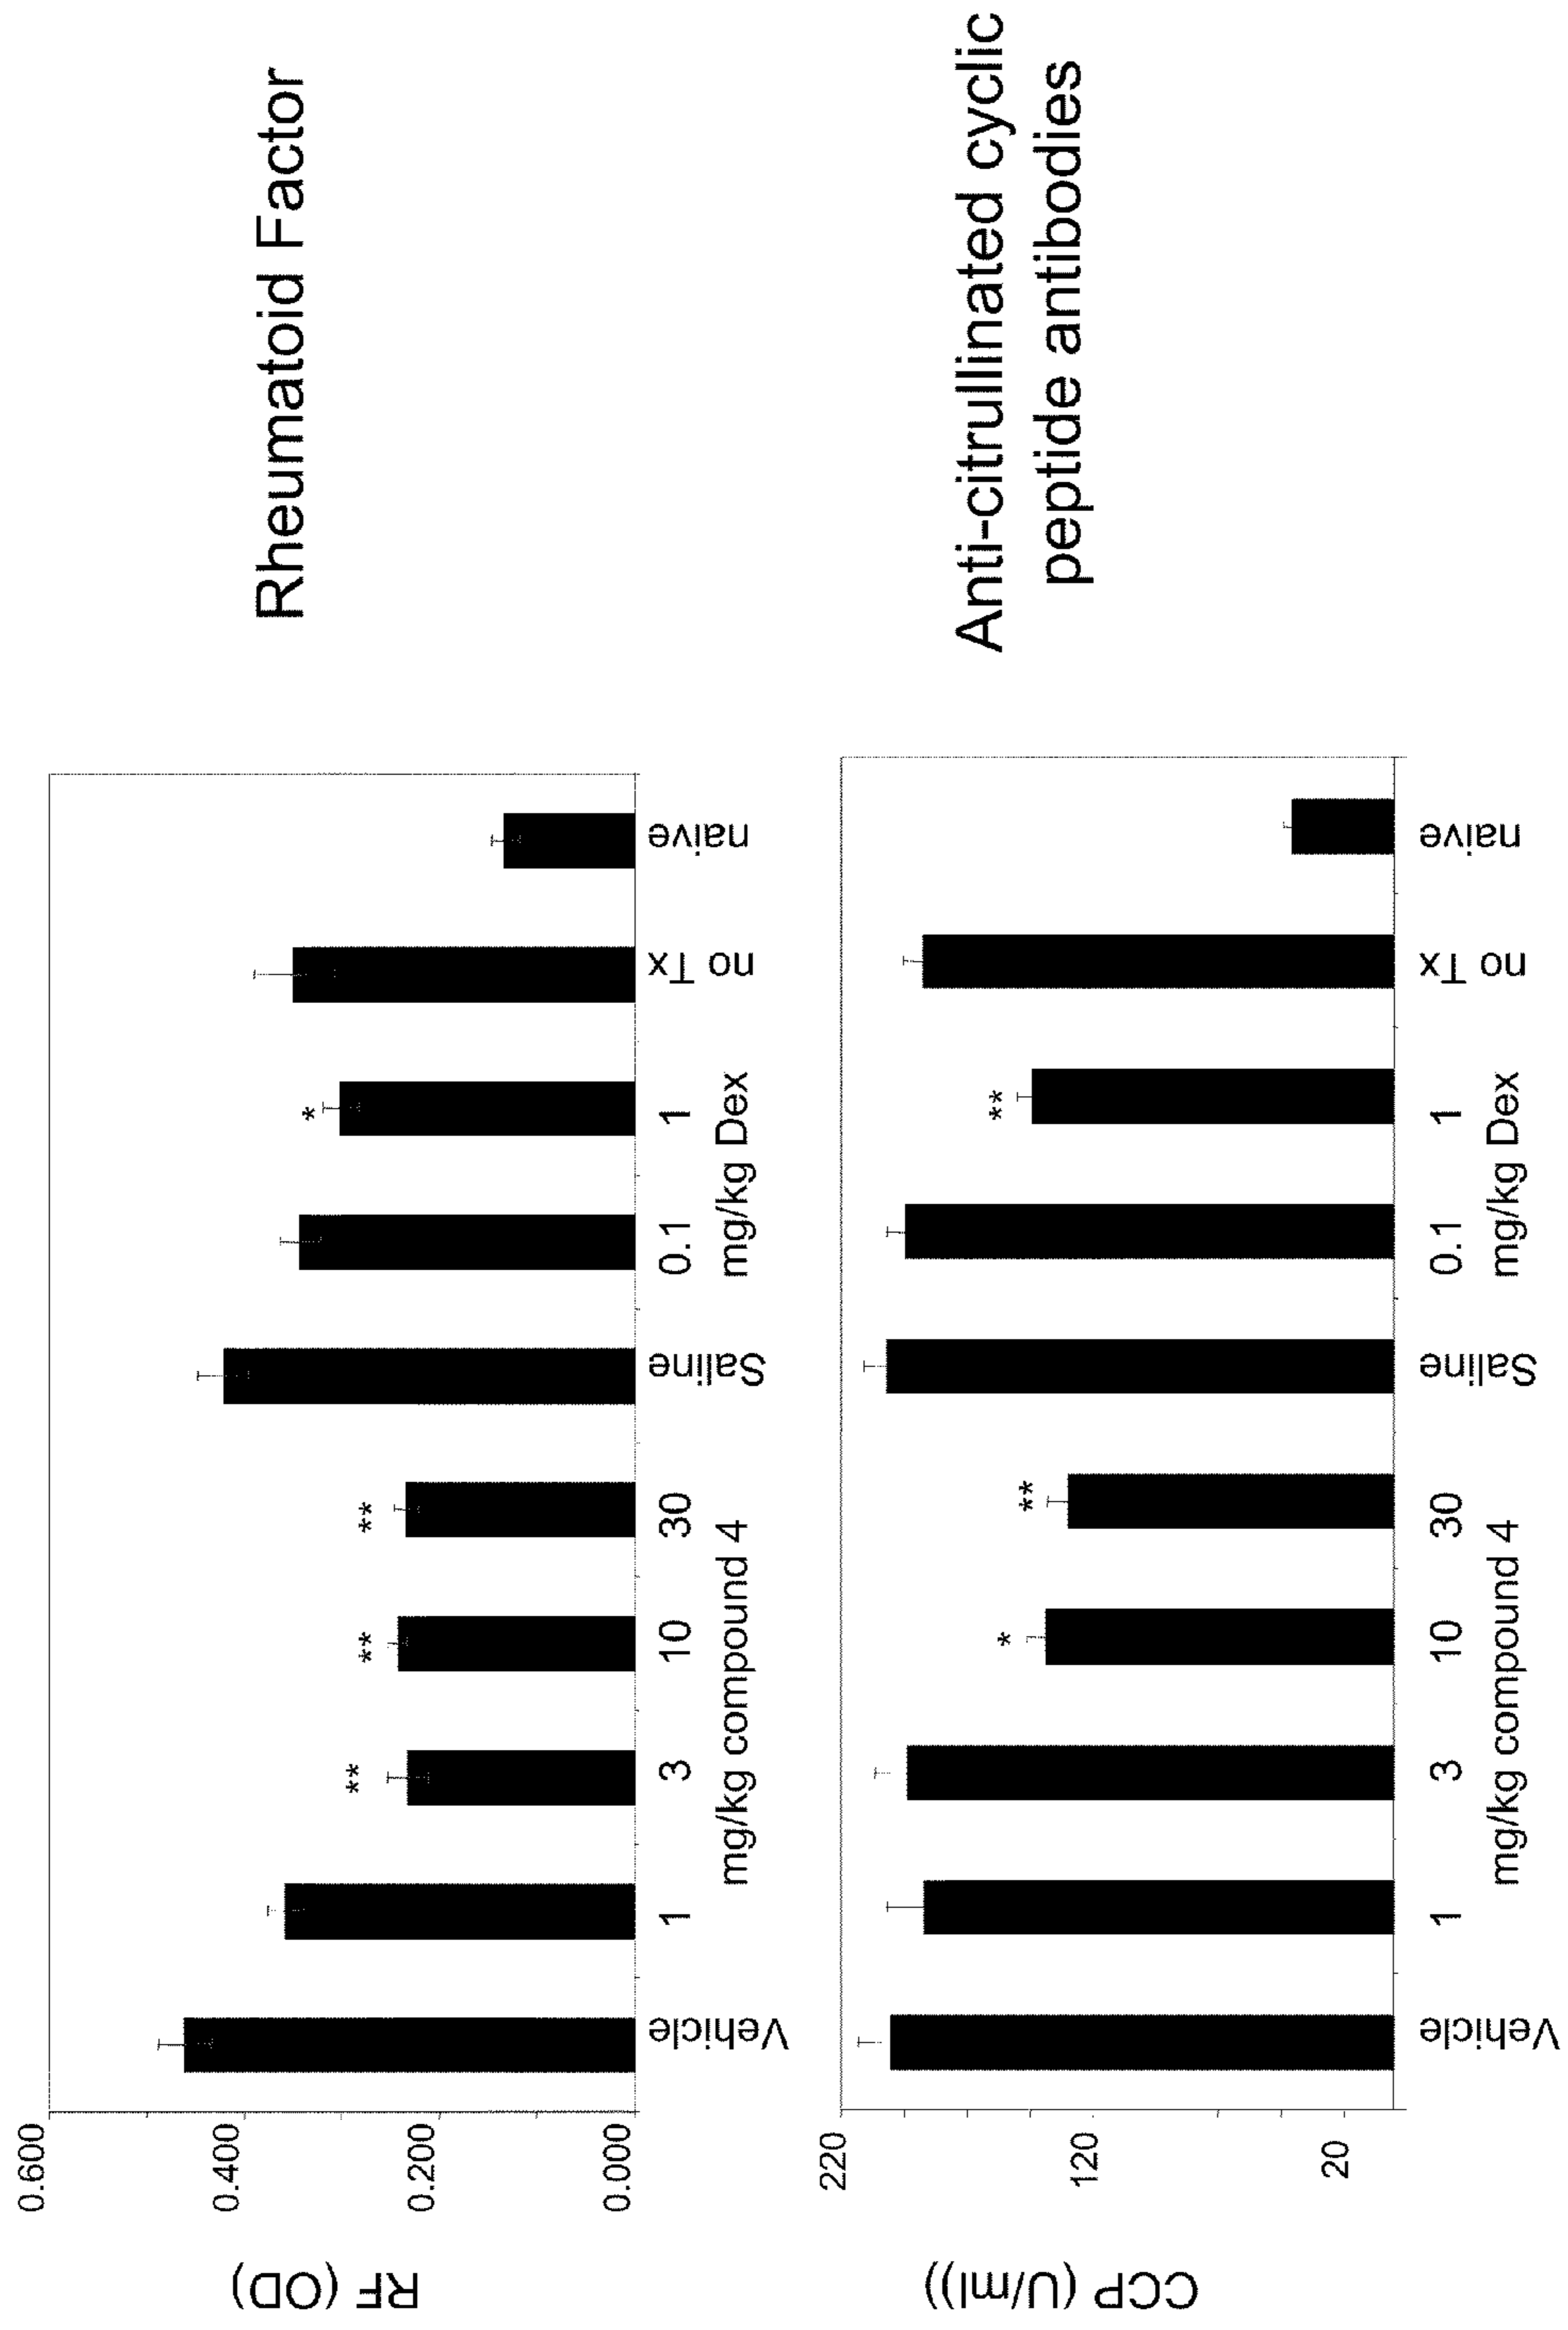 Rheumatoid Factor
RF (OD)
0.600
0.400
0.200
0.000
** ** ** *
Vehicle 1 3 10 30 Saline 0.1 1 no Tx naive
mg/kg compound 4 mg/kg Dex
Anti-citrullinated cyclic
peptide antibodies
CCP (U/ml))
220
120
20
* ** **
Vehicle 1 3 10 30 Saline 0.1 1 no Tx naive
mg/kg compound 4 mg/kg Dex